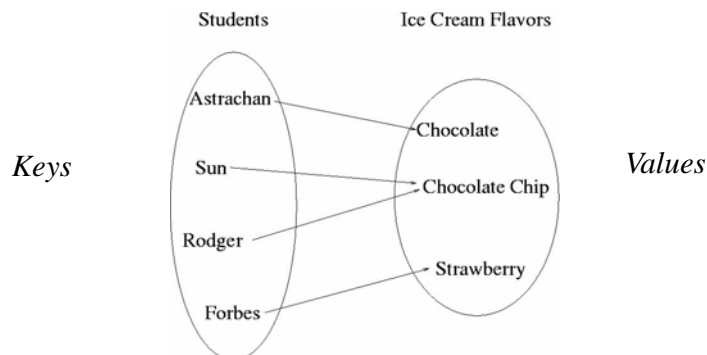 Students
Ice Cream Flavors
Keys
Values
Astrachan
Sun
Rodger
Forbes
Chocolate
Chocolate Chip
Strawberry